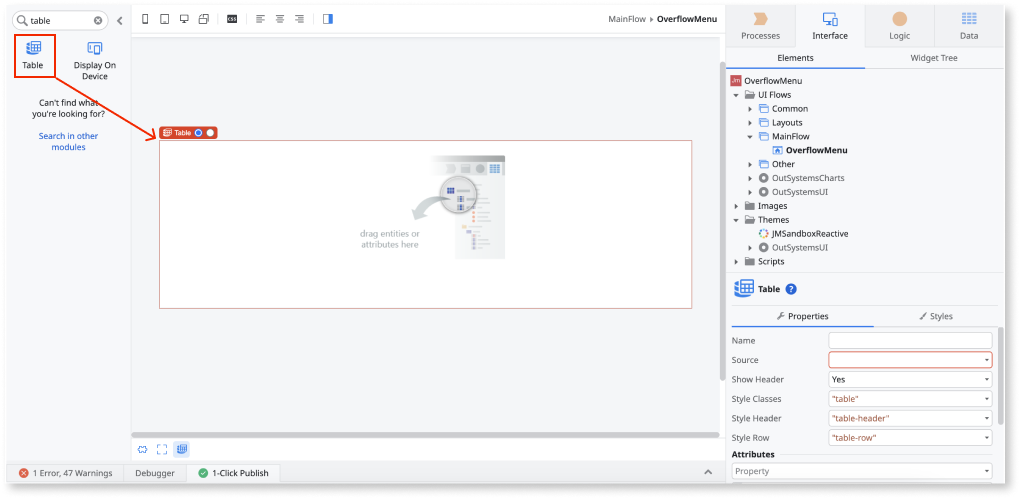 table
Table
Display On
Device
Can't find what
you're looking for?
Search in other
modules
CSS
MainFlow
OverflowMenu
Table
drag entities or
attributes here
Processes
Interface
Logic
Data
Elements
Widget Tree
Jm OverflowMenu
UI Flows
Common
Layouts
MainFlow
OverflowMenu
Other
OutSystemsCharts
OutSystemsUI
Images
Themes
JMSandboxReactive
OutSystemsUI
Scripts
Table ?
Properties
Styles
Name
Source
Show Header Yes
Style Classes "table"
Style Header "table-header"
Style Row "table-row"
Attributes
Property
1 Error, 47 Warnings
Debugger
1-Click Publish